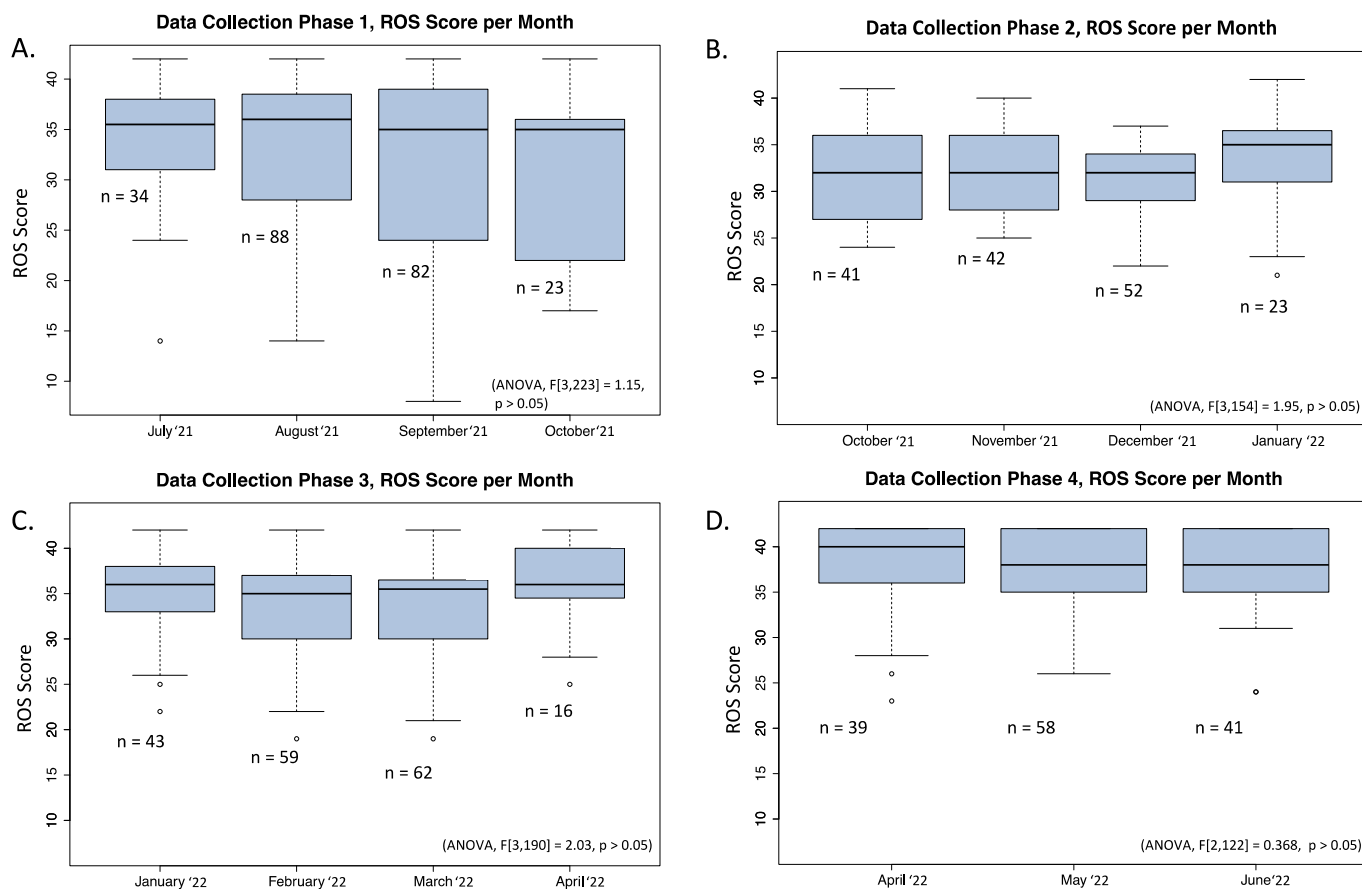 A.
Data Collection Phase 1, ROS Score per Month
ROS Score
40
35
30
25
20
15
10
n = 34
n = 88
n = 82
n = 23
(ANOVA, F[3,223] = 1.15,
p > 0.05)
July '21
August '21
September '21
October '21
B.
Data Collection Phase 2, ROS Score per Month
ROS Score
40
35
30
25
20
15
10
n = 41
n = 42
n = 52
n = 23
(ANOVA, F[3,154] = 1.95, p > 0.05)
October '21
November '21
December '21
January '22
C.
Data Collection Phase 3, ROS Score per Month
ROS Score
40
35
30
25
20
15
10
n = 43
n = 59
n = 62
n = 16
(ANOVA, F[3,190] = 2.03, p > 0.05)
January '22
February '22
March '22
April '22
D.
Data Collection Phase 4, ROS Score per Month
ROS Score
40
35
30
25
20
15
10
n = 39
n = 58
n = 41
(ANOVA, F[2,122] = 0.368, p > 0.05)
April '22
May '22
June '22